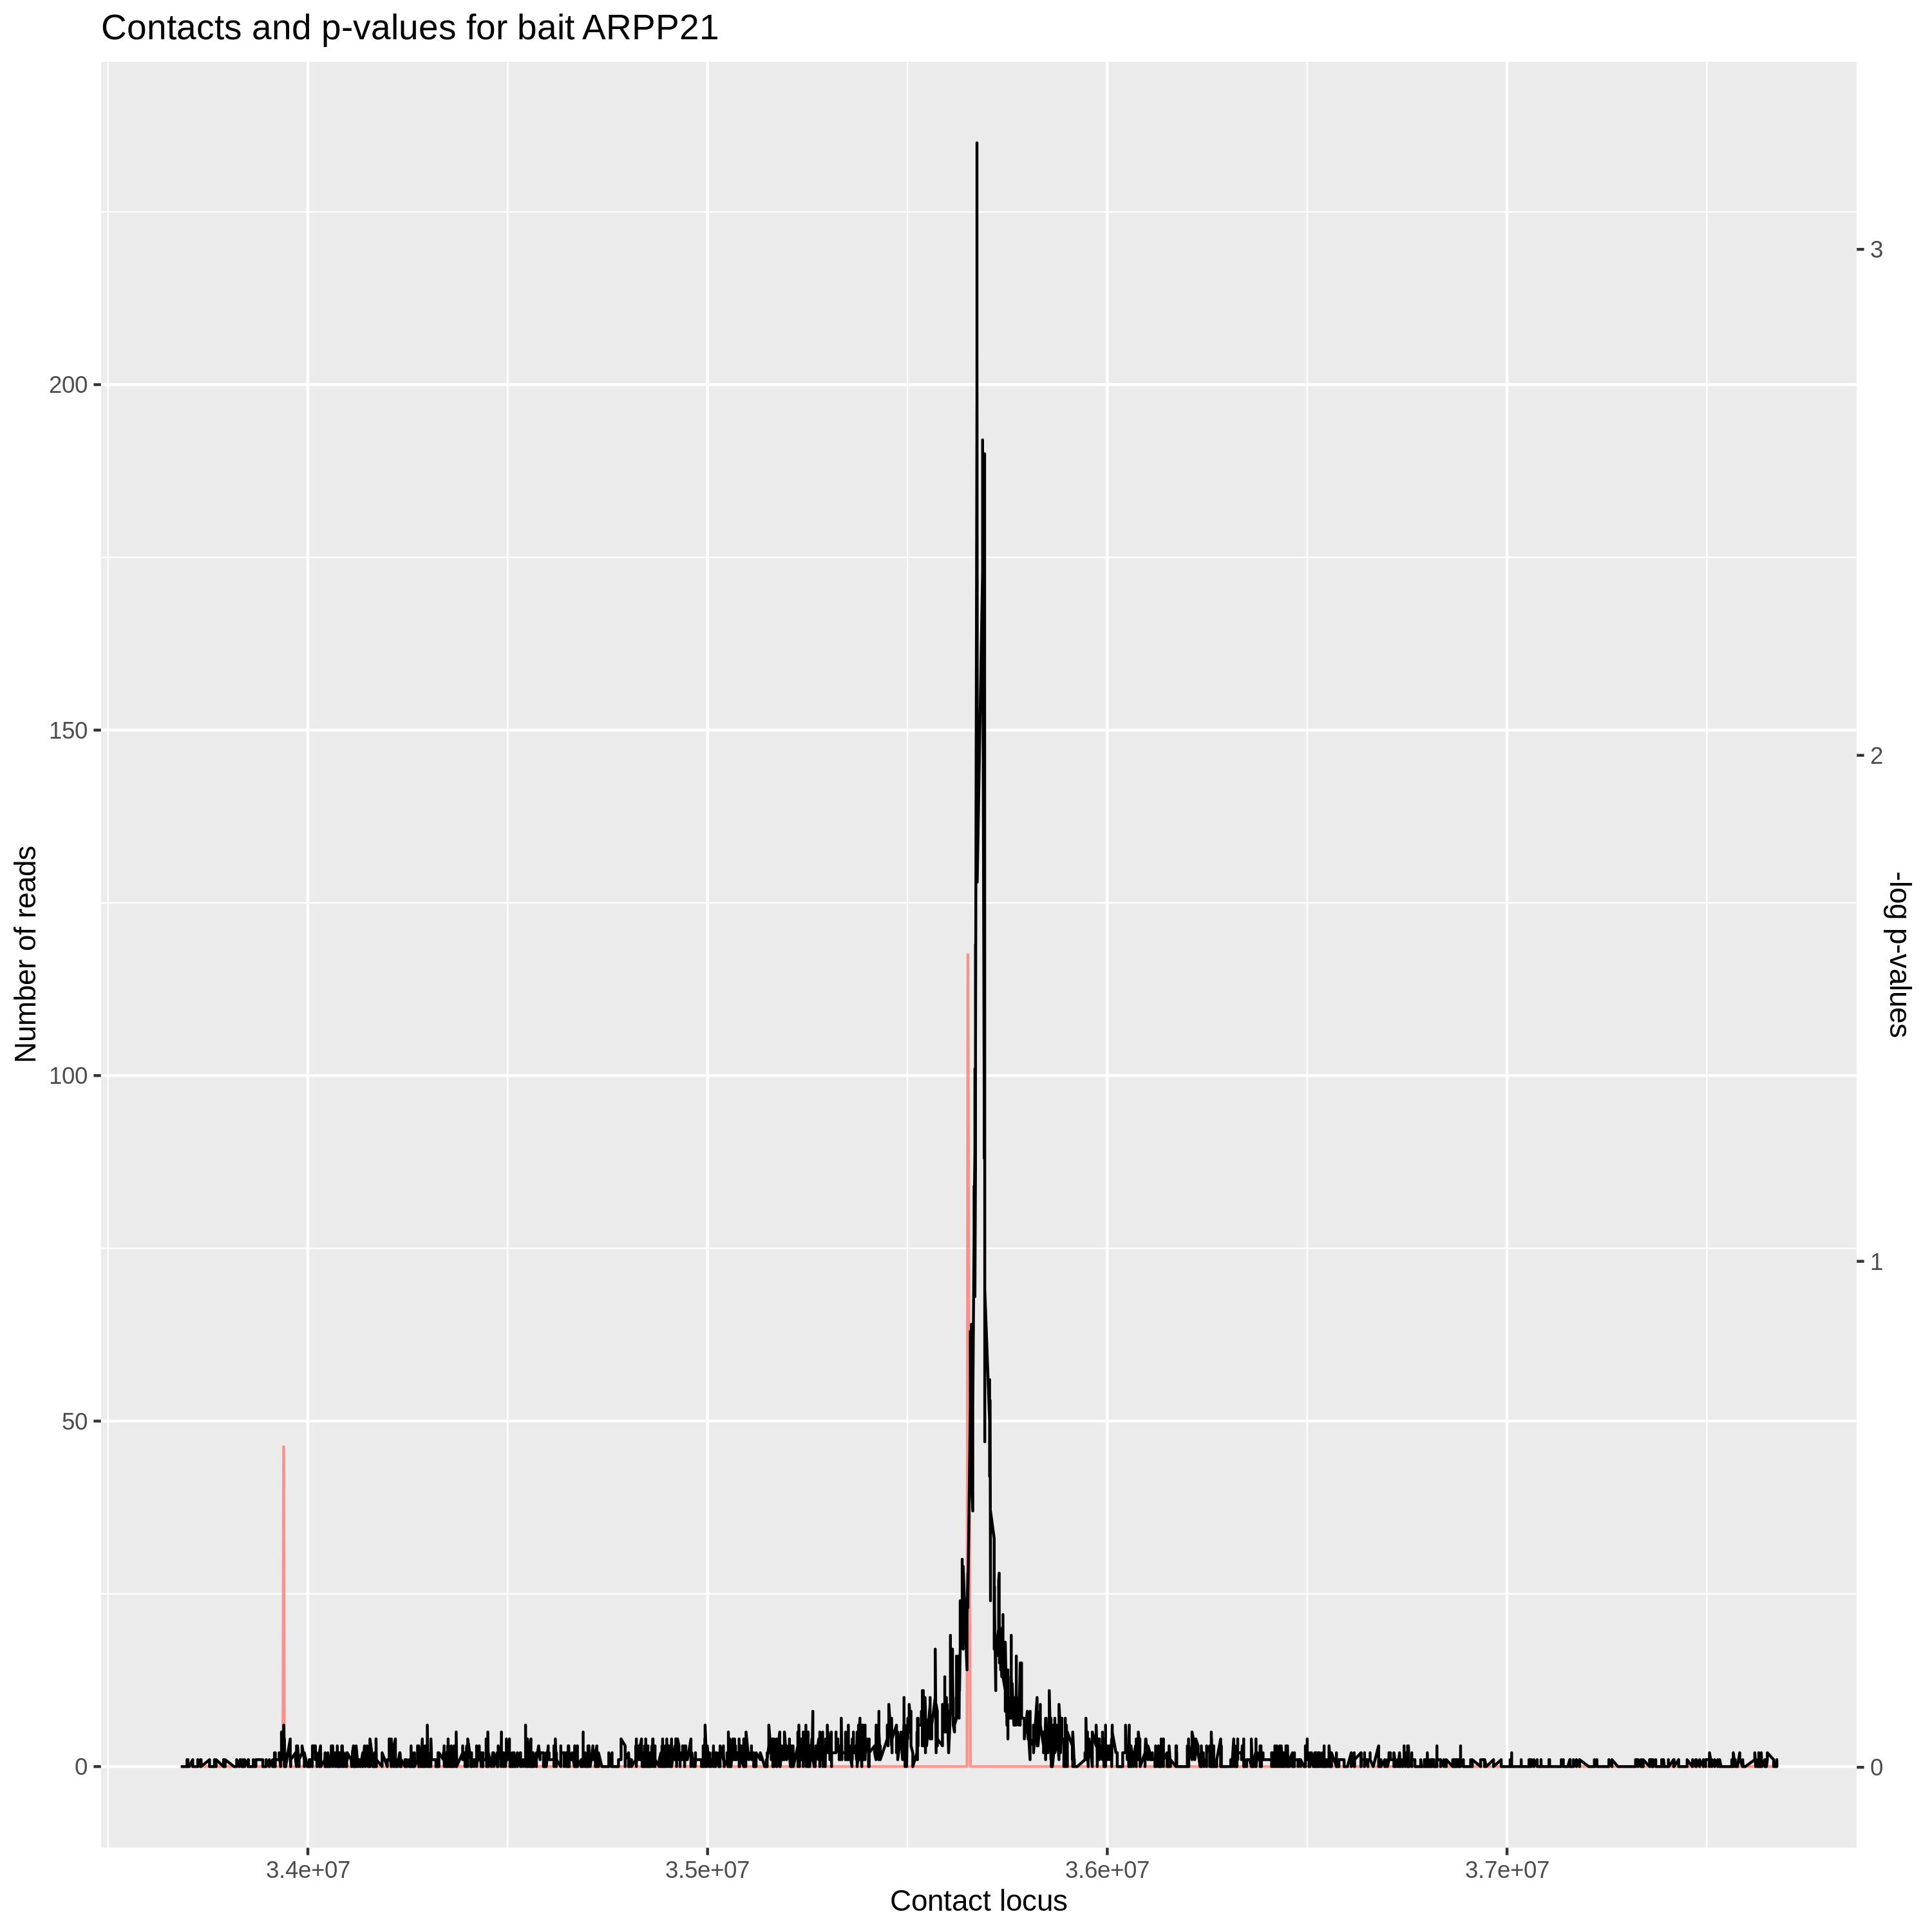 Contacts and p-values for bait ARPP21
Number of reads
200
150
100
50
0
3
2
1
0
-log p-values
3.4e+07
3.5e+07
3.6e+07
3.7e+07
Contact locus